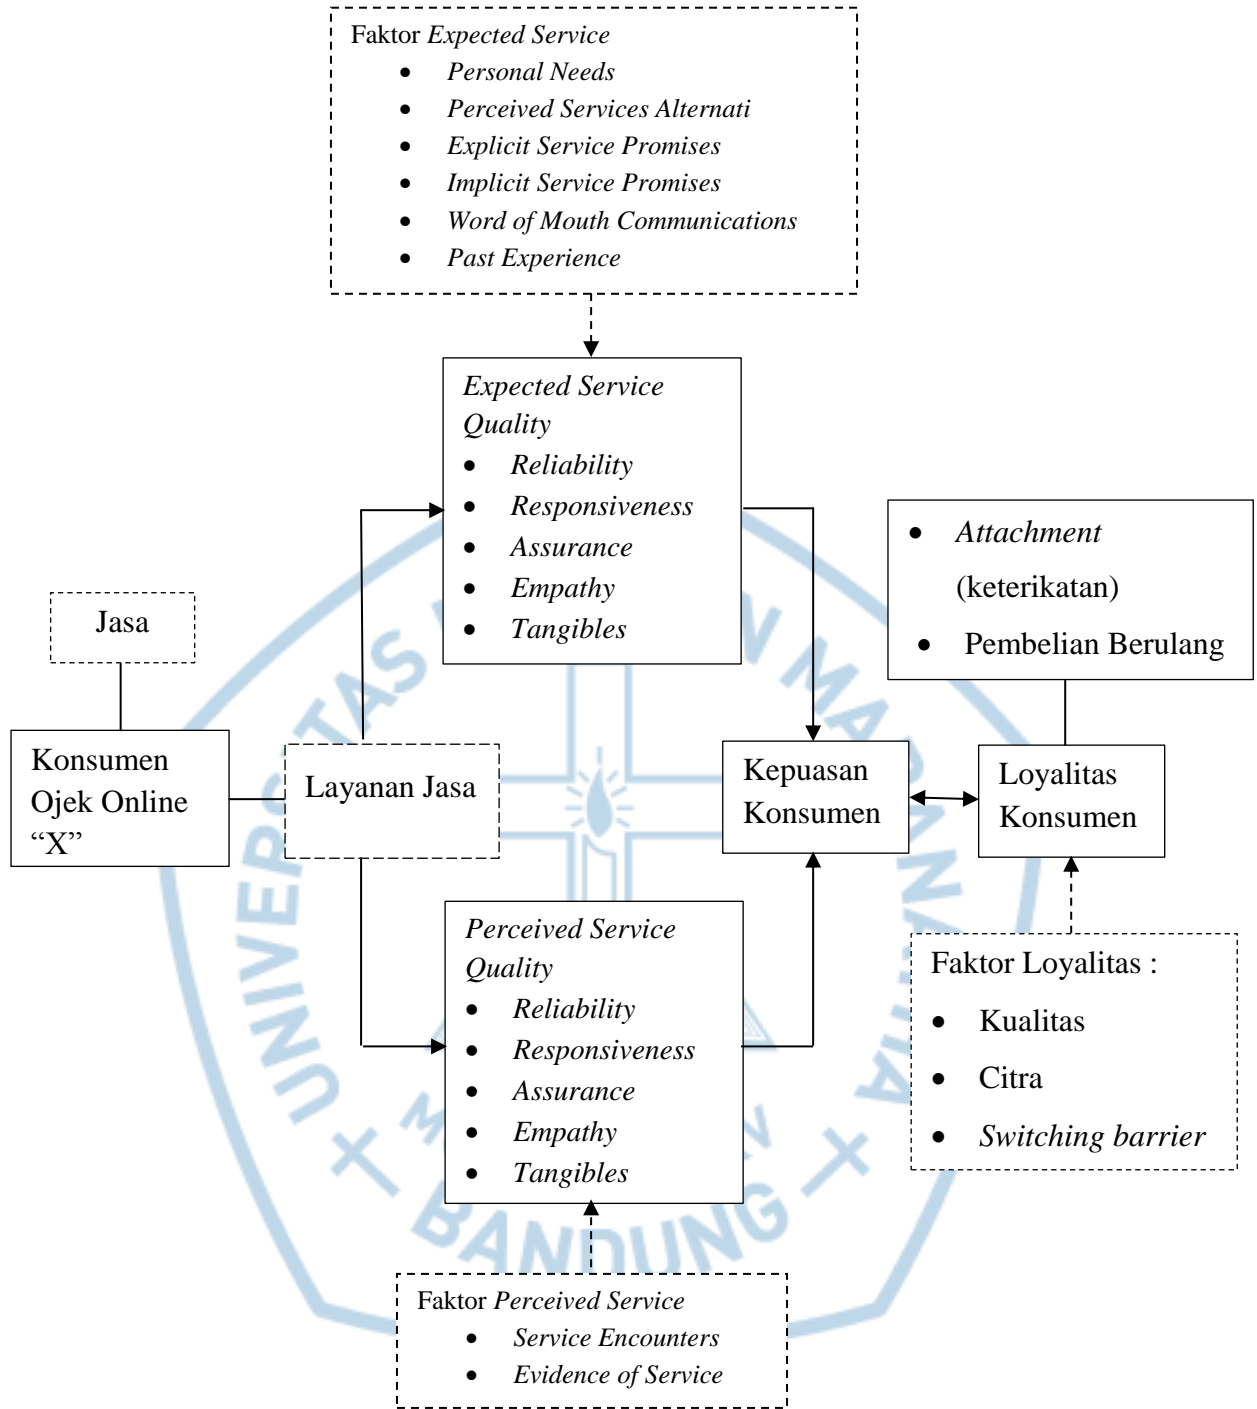 Faktor Expected Service
• Personal Needs
• Perceived Services Alternati
• Explicit Service Promises
• Implicit Service Promises
• Word of Mouth Communications
• Past Experience
Expected Service
Quality
• Reliability
• Responsiveness
• Assurance
• Empathy
• Tangibles
• Attachment
(keterikatan)
• Pembelian Berulang
Jasa
Konsumen
Ojek Online
“X”
Layanan Jasa
Kepuasan
Konsumen
Loyalitas
Konsumen
Perceived Service
Quality
• Reliability
• Responsiveness
• Assurance
• Empathy
• Tangibles
Faktor Loyalitas :
• Kualitas
• Citra
• Switching barrier
Faktor Perceived Service
• Service Encounters
• Evidence of Service
BANDUNG